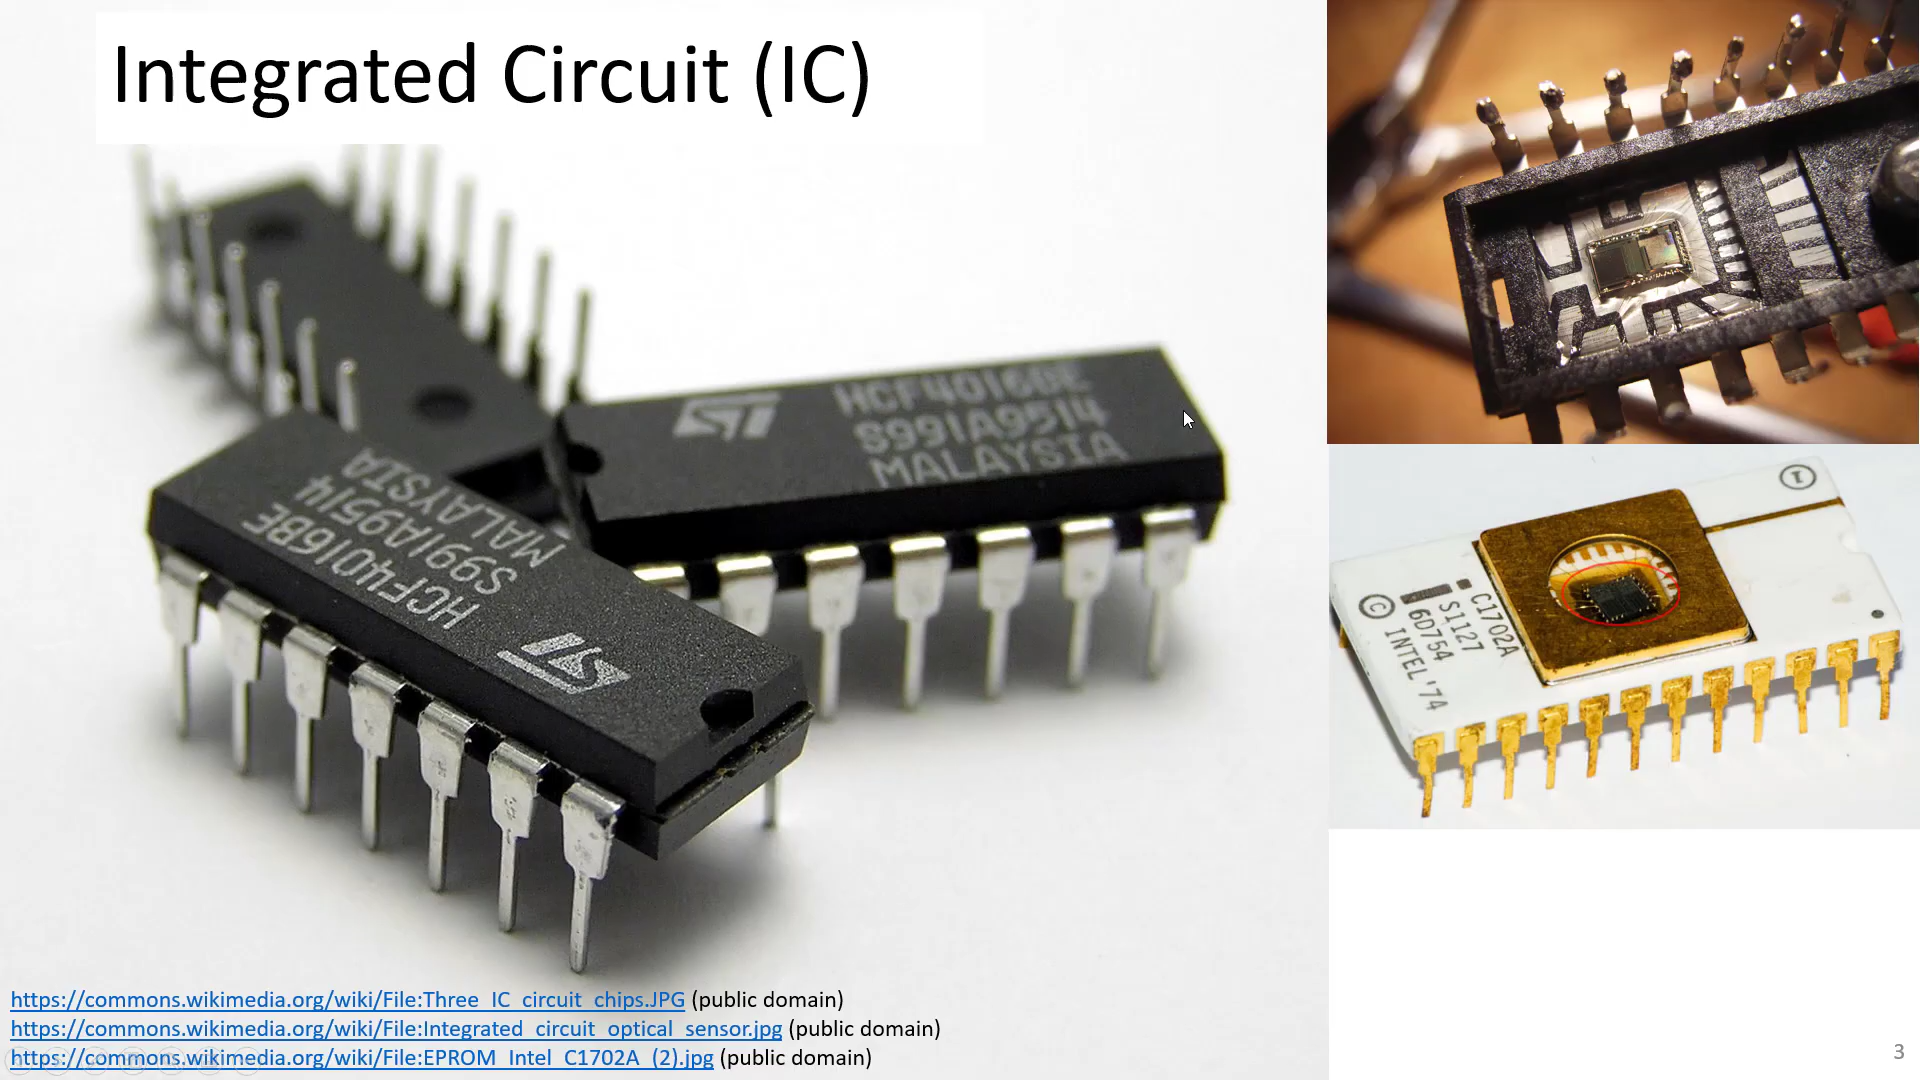 Integrated Circuit (IC)
HCF4016BE
S991A9514
MALAYSIA
HCF4016BE
S991A9514
MALAYSIA
C1702A
S1127
6D754
© INTEL '74
https://commons.wikimedia.org/wiki/File:Three_IC_circuit_chips.JPG (public domain)
https://commons.wikimedia.org/wiki/File:Integrated_circuit_optical_sensor.jpg (public domain)
https://commons.wikimedia.org/wiki/File:EPROM_Intel_C1702A_(2).jpg (public domain)
3